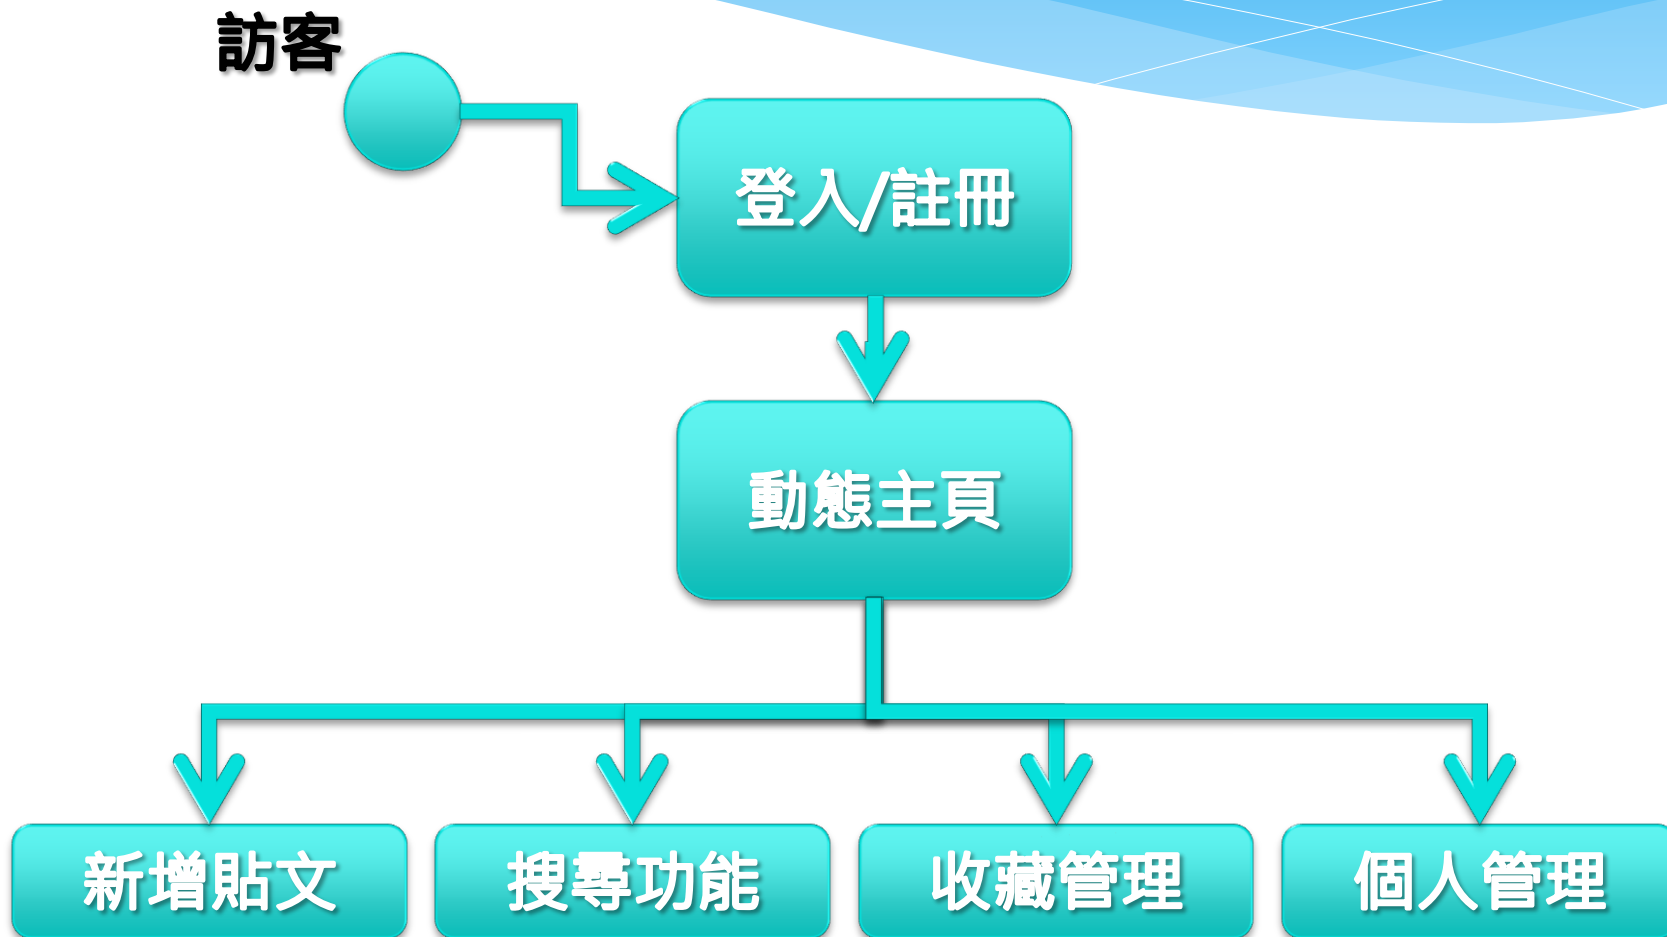 訪客
登入/註冊
動態主頁
新增貼文
搜尋功能
收藏管理
個人管理